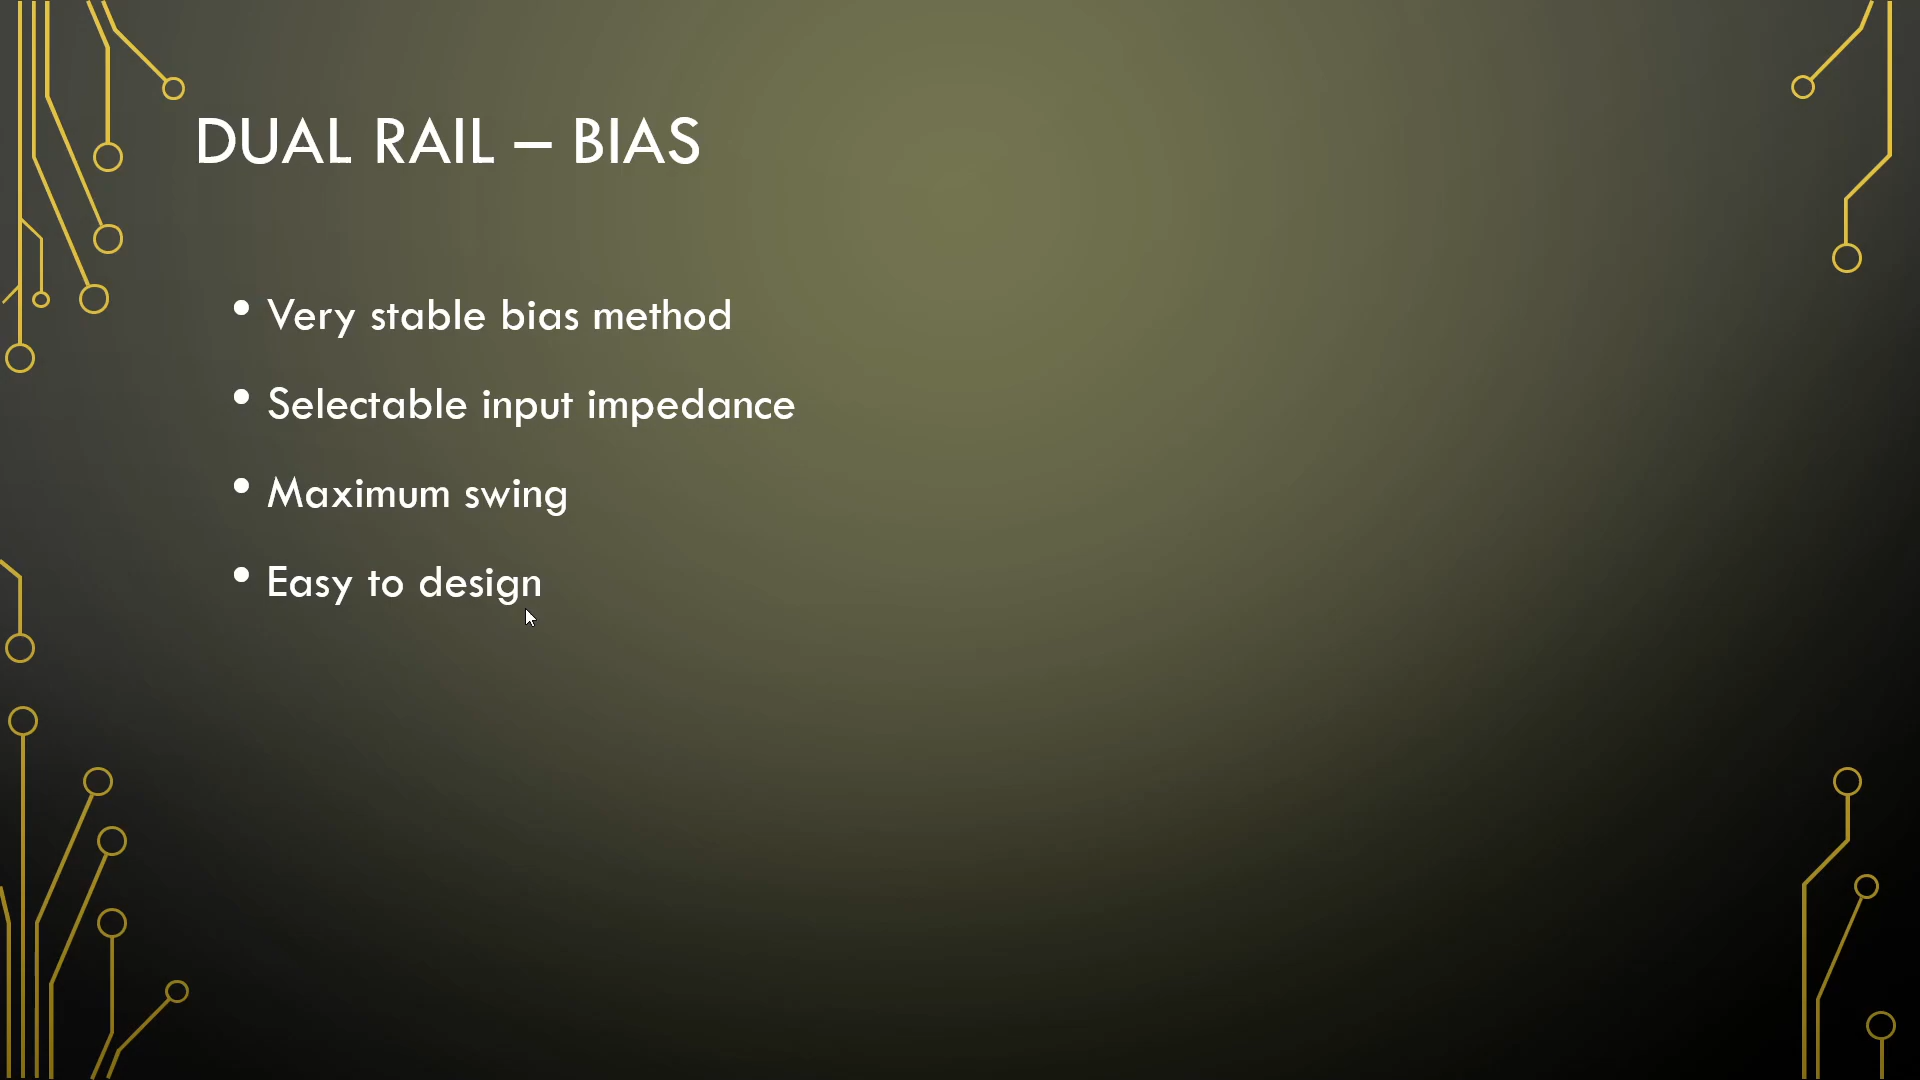 DUAL RAIL – BIAS
• Very stable bias method
• Selectable input impedance
• Maximum swing
• Easy to design